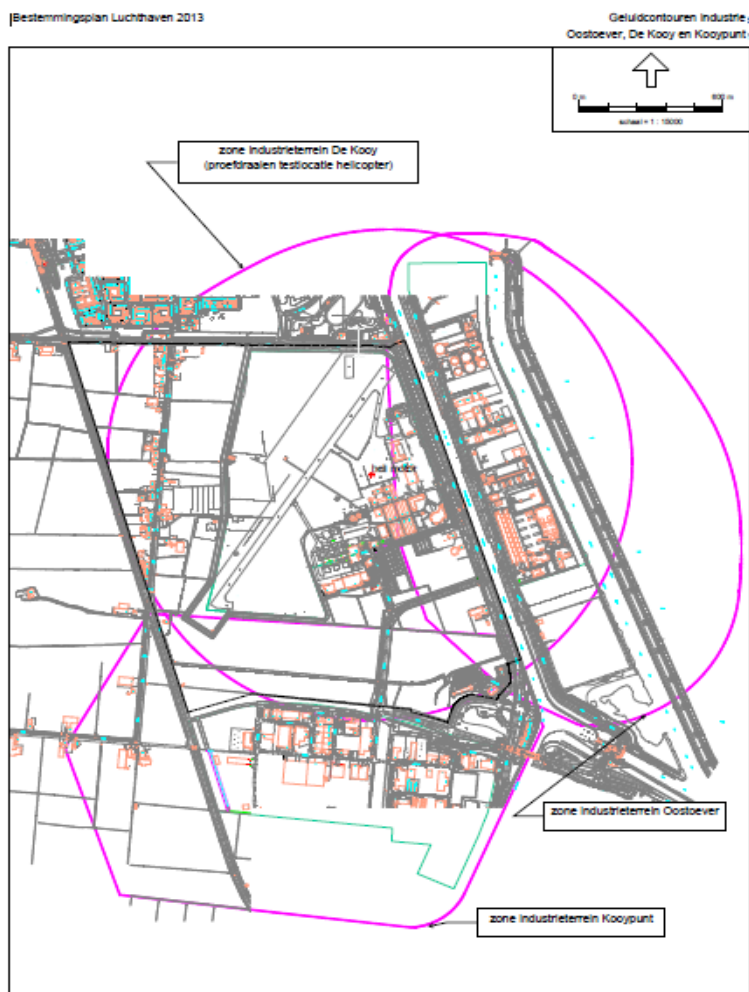 Bestemmingsplan Luchthaven 2013
Geluidcontouren industrie
Oostoever, De Kooy en Kooypunt
0 m
600 m
schaal = 1 : 15000
zone industrieterrein De Kooy
(proefdraaien testlocatie helicopter)
heli motor
zone industrieterrein Oostoever
zone industrieterrein Kooypunt